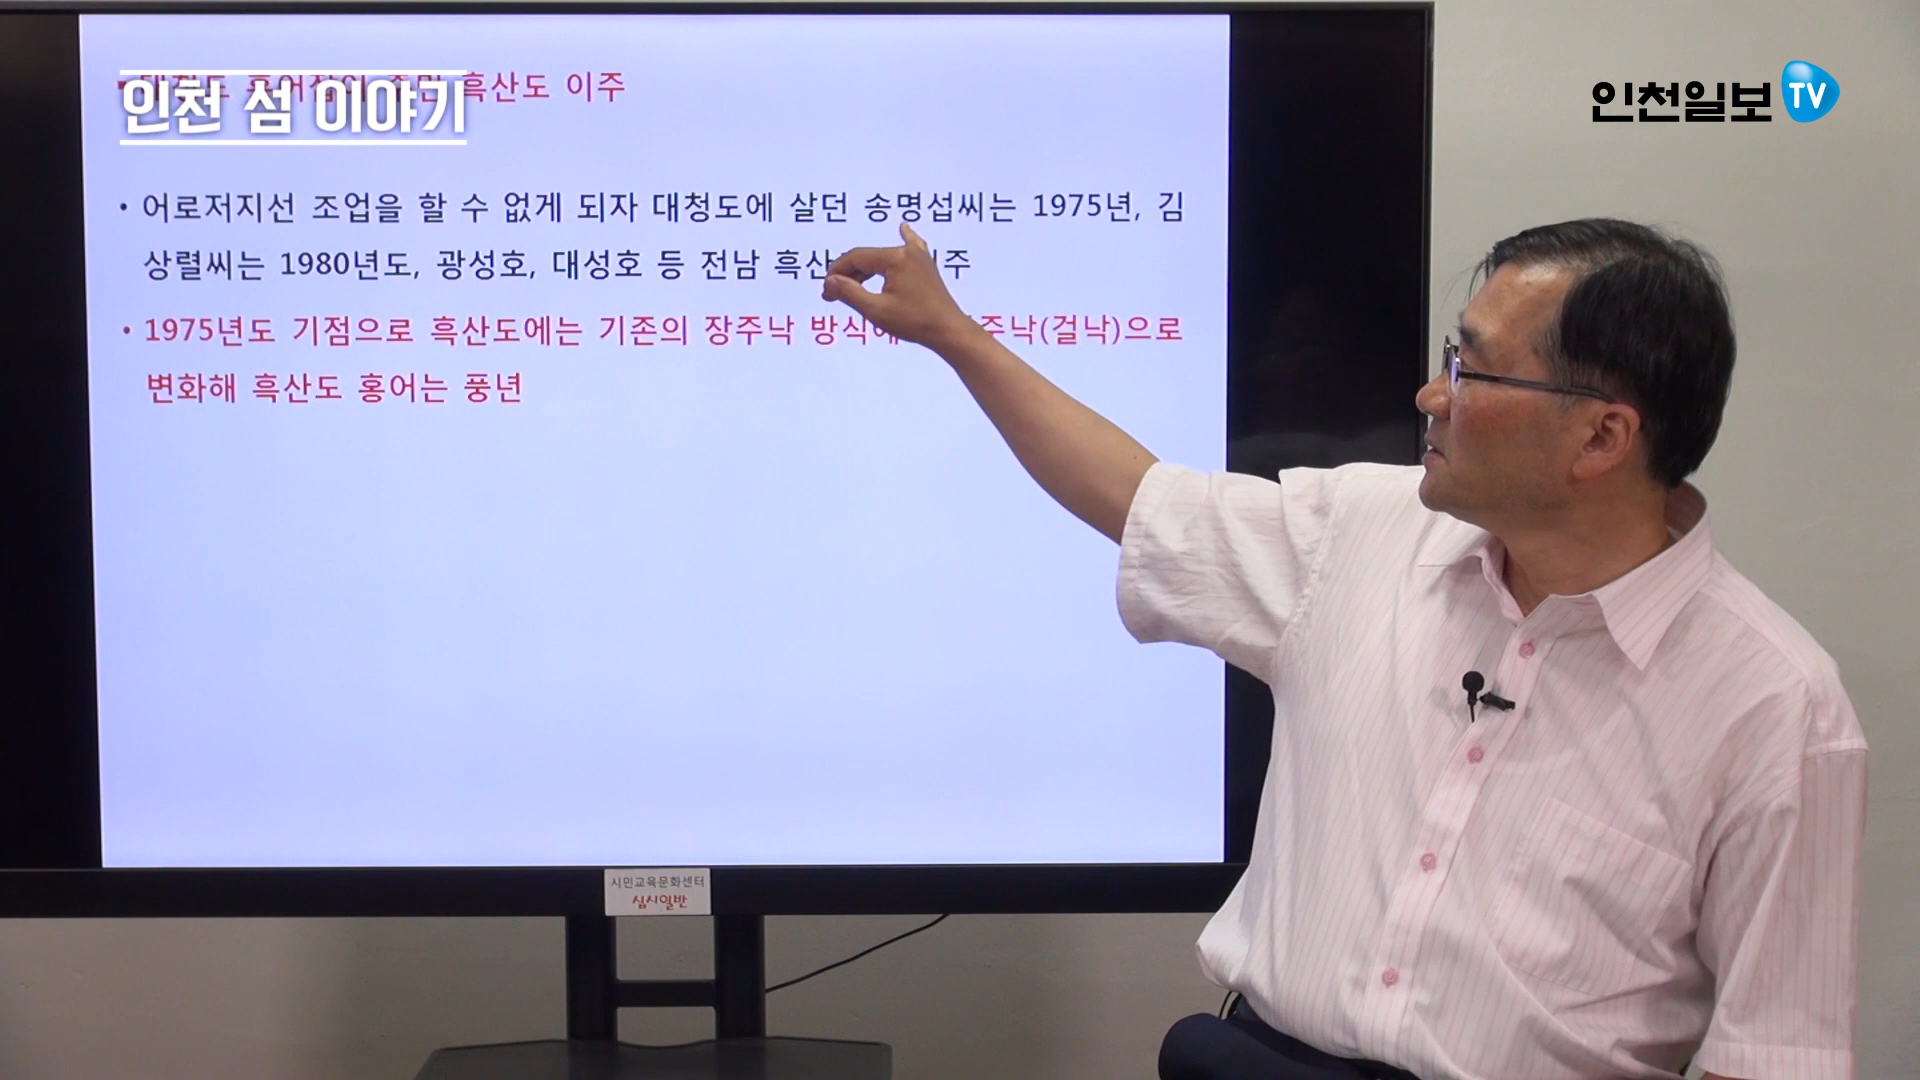 흑산도 이주
인천 섬 이야기
인천일보 TV
• 어로저지선 조업을 할 수 없게 되자 대청도에 살던 송명섭씨는 1975년, 김
상렬씨는 1980년도, 광성호, 대성호 등 전남 흑산 이주
• 1975년도 기점으로 흑산도에는 기존의 장주낙 방식에 주낙(걸낙)으로
변화해 흑산도 홍어는 풍년
시민교육문화센터
십시일반